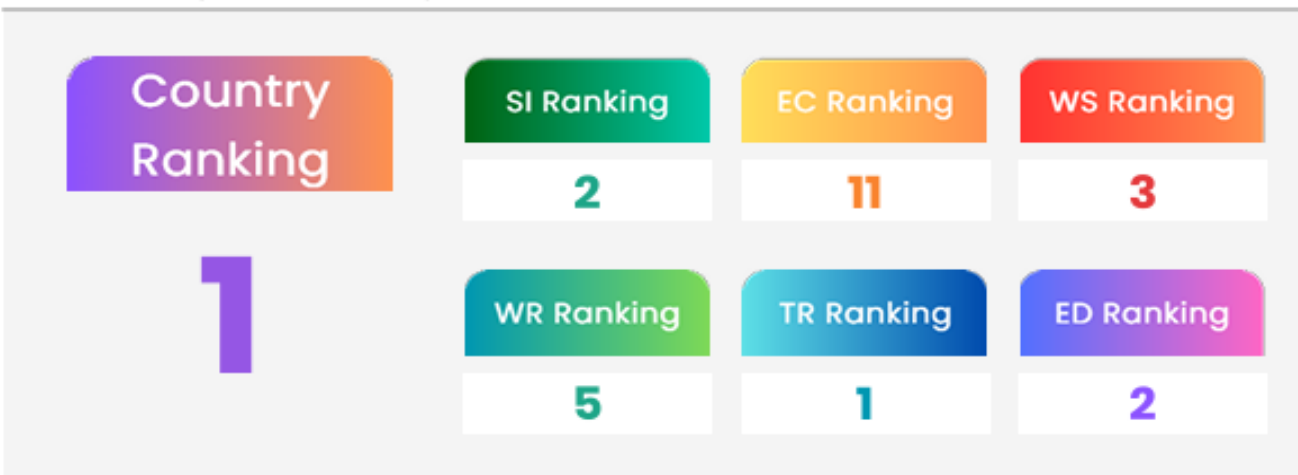 Country
Ranking
1
SI Ranking
EC Ranking
WS Ranking
2
11
3
WR Ranking
TR Ranking
ED Ranking
5
1
2